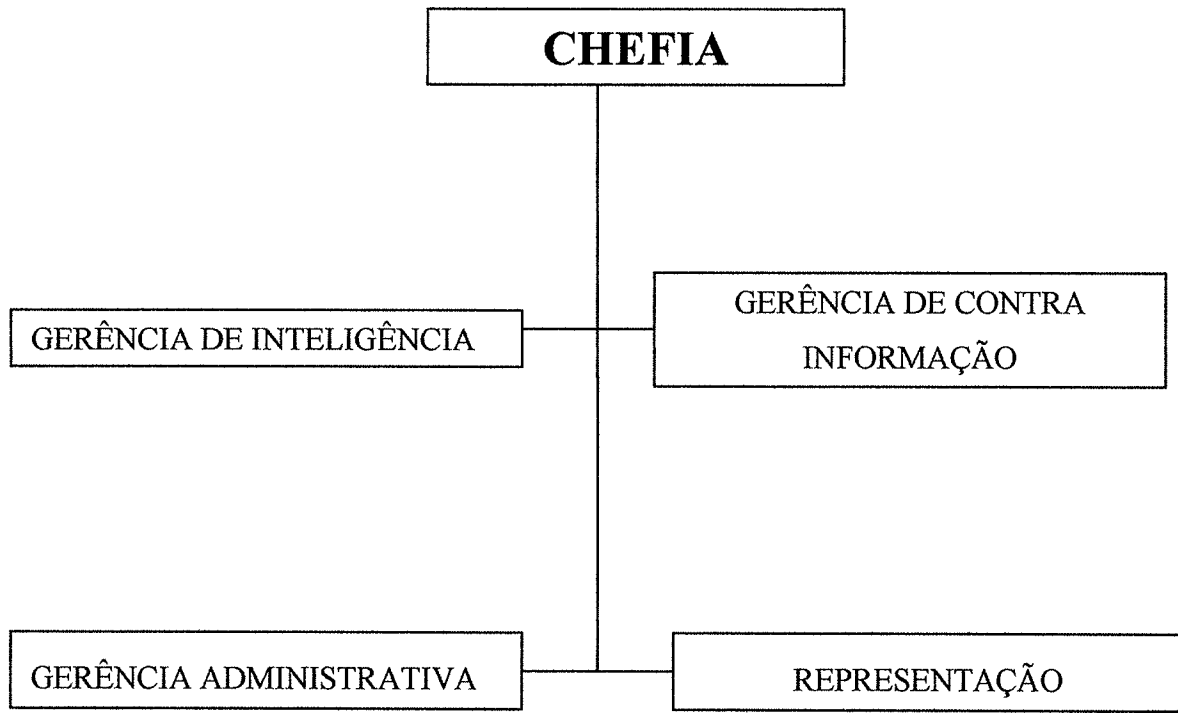 CHEFIA
GERÊNCIA DE INTELIGÊNCIA
GERÊNCIA DE CONTRA
INFORMAÇÃO
GERÊNCIA ADMINISTRATIVA
REPRESENTAÇÃO